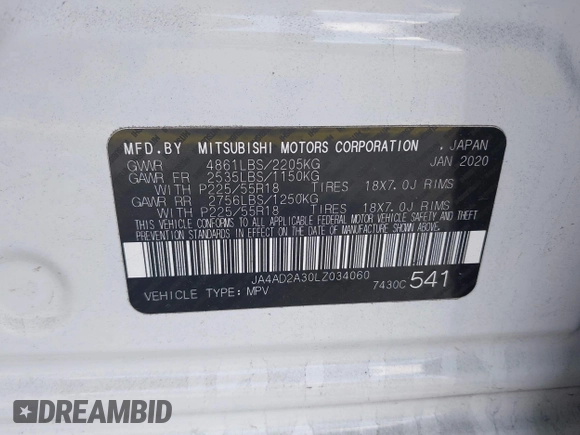 MFD.BY MITSUBISHI MOTORS CORPORATION . JAPAN
GVWR 4861LBS/2205KG JAN 2020
GAWR FR 2535LBS/1150KG
WITH P225/55R18 TIRES 18X7.0J RIMS
GAWR RR 2756LBS/1250KG
WITH P225/55R18 TIRES 18X7.0J RIMS
THIS VEHICLE CONFORMS TO ALL APPLICABLE FEDERAL MOTOR VEHICLE SAFETY AND THEFT
PREVENTION STANDARDS IN EFFECT ON THE DATE OF MANUFACTURE SHOWN ABOVE.
JA4AD2A30LZ034060
VEHICLE TYPE: MPV 7430C 541
DREAMBID